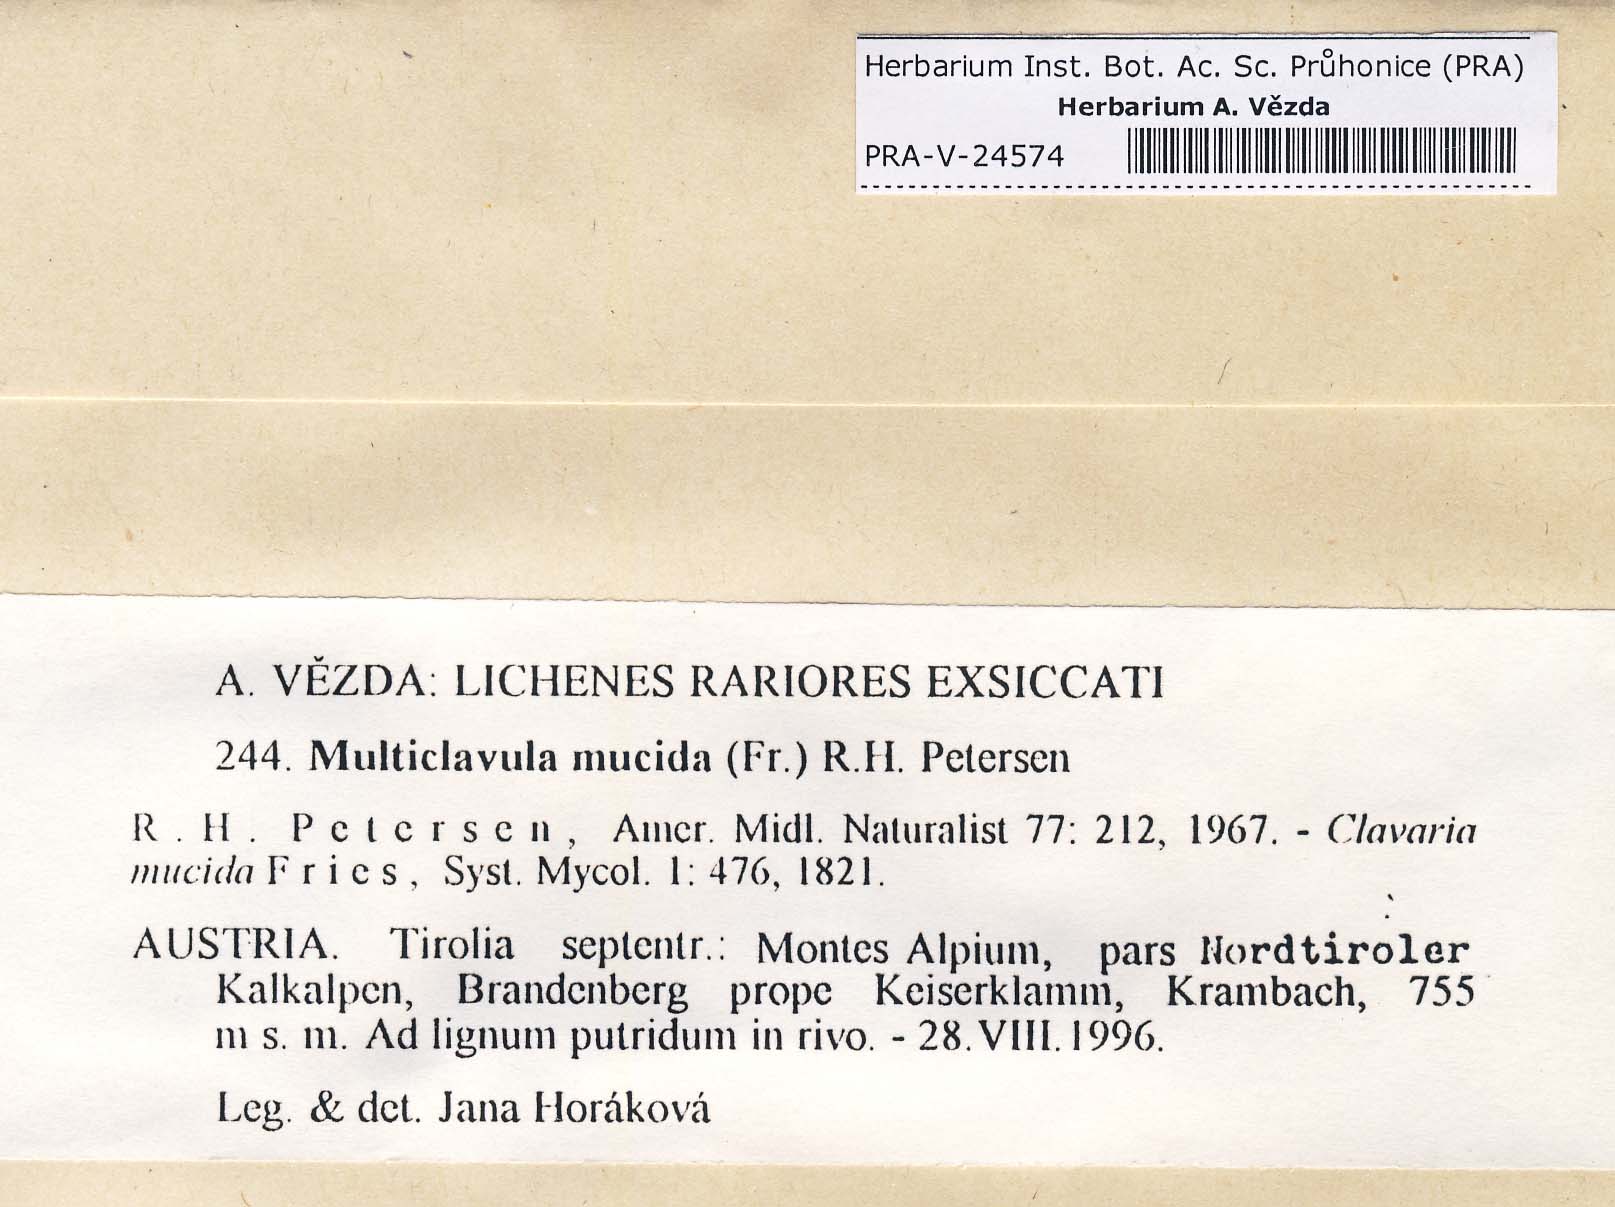 Herbarium Inst. Bot. Ac. Sc. Průhonice (PRA)
Herbarium A. Vězda
PRA-V-24574
A. VĚZDA: LICHENES RARIORES EXSICCATI
244. Multiclavula mucida (Fr.) R.H. Petersen
R. H. Petersen, Amer. Midl. Naturalist 77: 212, 1967. - Clavaria
mucida Fries, Syst. Mycol. 1: 476, 1821.
AUSTRIA. Tirolia septentr.: Montes Alpium, pars Nordtiroler
Kalkalpen, Brandenberg prope Keiserklamm, Krambach, 755
m s. m. Ad lignum putridum in rivo. - 28.VIII.1996.
Leg. & det. Jana Horáková